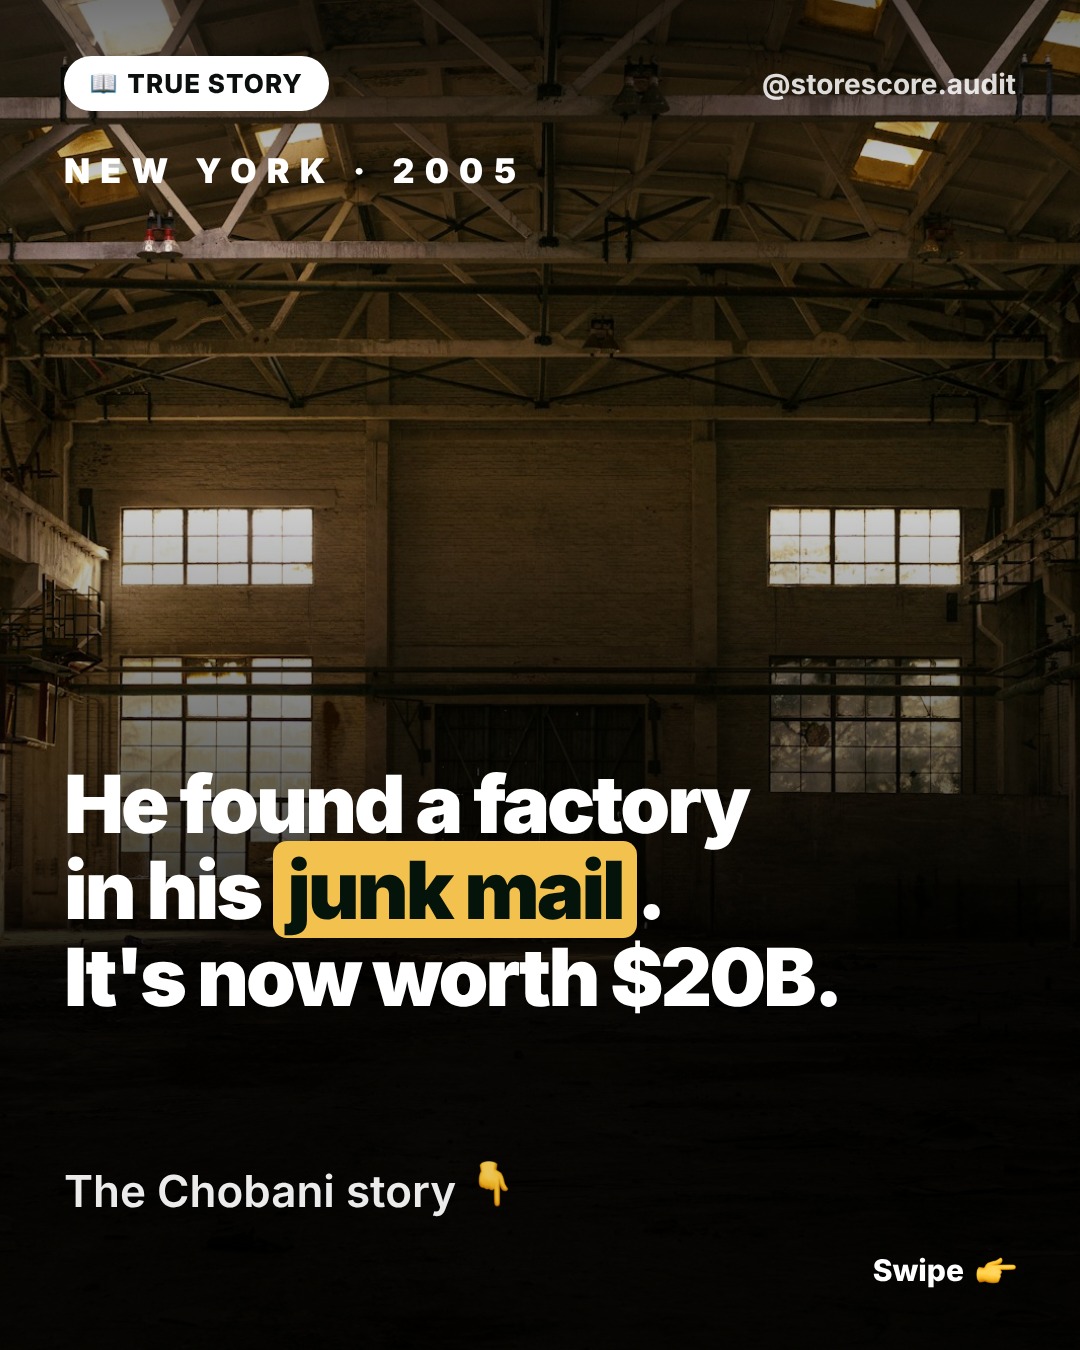 📖 TRUE STORY
@storescore.audit
NEW YORK · 2005
He found a factory
in his junk mail.
It's now worth $20B.
The Chobani story 👇
Swipe 👉